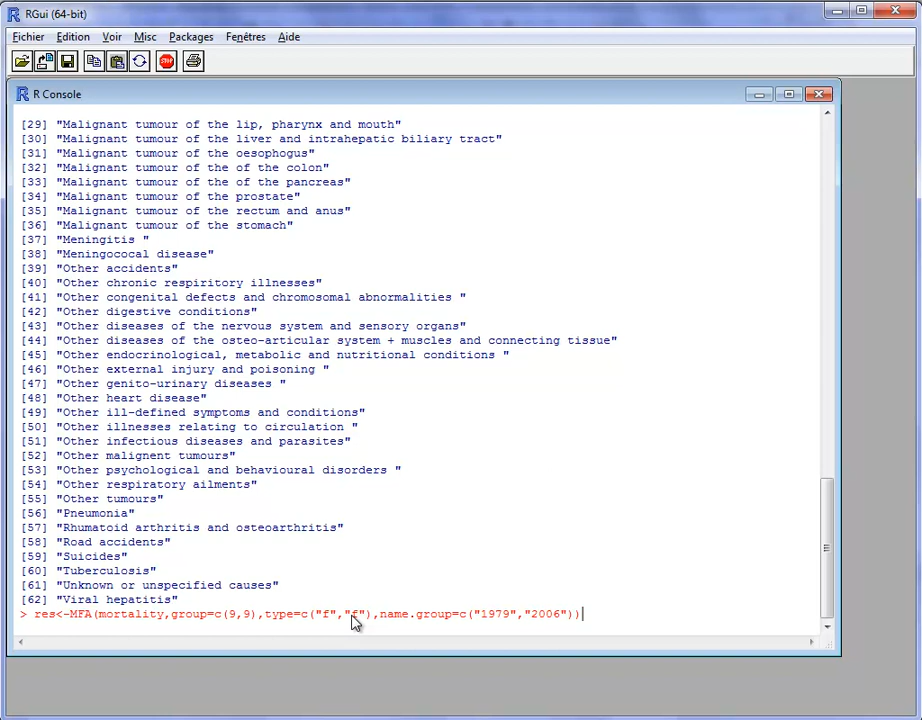 RGui (64-bit)
Fichier Edition Voir Misc Packages Fenêtres Aide
STOP
R Console
[29] "Malignant tumour of the lip, pharynx and mouth"
[30] "Malignant tumour of the liver and intrahepatic biliary tract"
[31] "Malignant tumour of the oesophogus"
[32] "Malignant tumour of the of the colon"
[33] "Malignant tumour of the of the pancreas"
[34] "Malignant tumour of the prostate"
[35] "Malignant tumour of the rectum and anus"
[36] "Malignant tumour of the stomach"
[37] "Meningitis "
[38] "Meningococal disease"
[39] "Other accidents"
[40] "Other chronic respiritory illnesses"
[41] "Other congenital defects and chromosomal abnormalities "
[42] "Other digestive conditions"
[43] "Other diseases of the nervous system and sensory organs"
[44] "Other diseases of the osteo-articular system + muscles and connecting tissue"
[45] "Other endocrinological, metabolic and nutritional conditions "
[46] "Other external injury and poisoning "
[47] "Other genito-urinary diseases "
[48] "Other heart disease"
[49] "Other ill-defined symptoms and conditions"
[50] "Other illnesses relating to circulation "
[51] "Other infectious diseases and parasites"
[52] "Other malignent tumours"
[53] "Other psychological and behavioural disorders "
[54] "Other respiratory ailments"
[55] "Other tumours"
[56] "Pneumonia"
[57] "Rhumatoid arthritis and osteoarthritis"
[58] "Road accidents"
[59] "Suicides"
[60] "Tuberculosis"
[61] "Unknown or unspecified causes"
[62] "Viral hepatitis"
> res<-MFA(mortality,group=c(9,9),type=c("f","f"),name.group=c("1979","2006"))